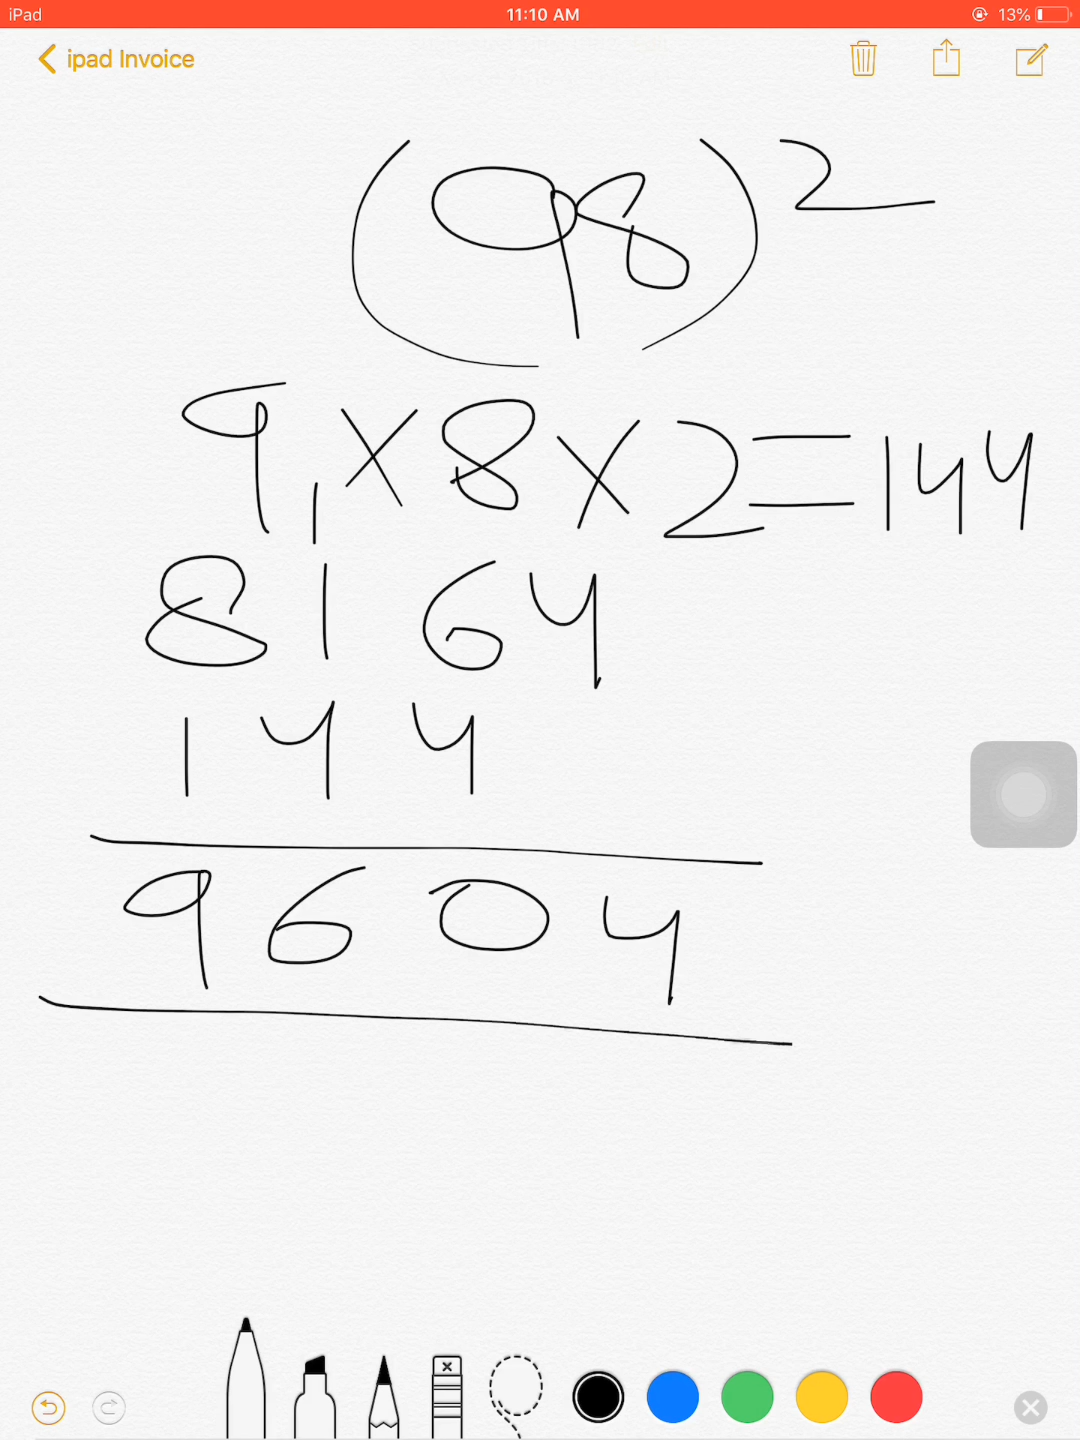 iPad 11:10 AM 13%
ipad Invoice
(98)²
9 × 8 × 2 = 144
81 64
144
9604